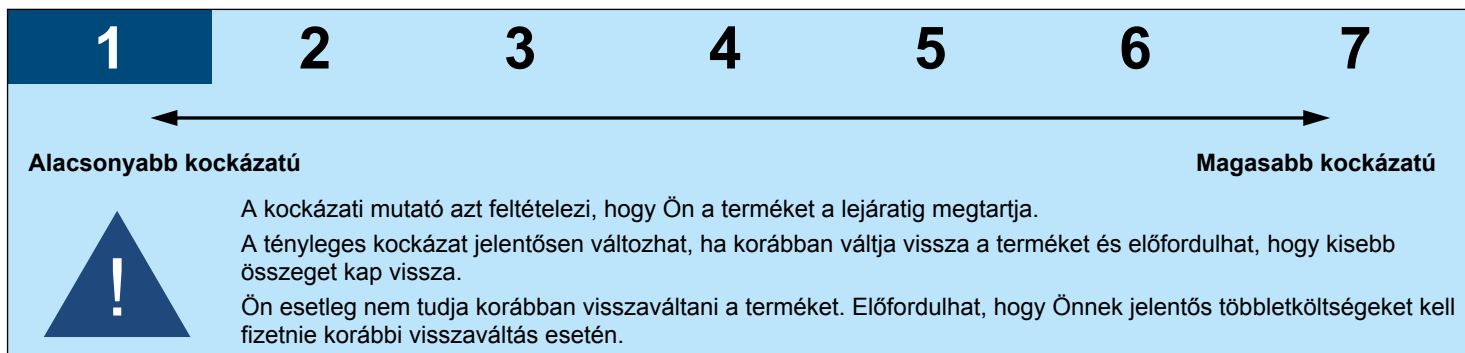 1 2 3 4 5 6 7
Alacsonyabb kockázatú Magasabb kockázatú
A kockázati mutató azt feltételezi, hogy Ön a terméket a lejáratig megtartja.
A tényleges kockázat jelentősen változhat, ha korábban váltja vissza a terméket és előfordulhat, hogy kisebb
összeget kap vissza.
Ön esetleg nem tudja korábban visszaváltani a terméket. Előfordulhat, hogy Önnek jelentős többletköltségeket kell
fizetnie korábbi visszaváltás esetén.
!